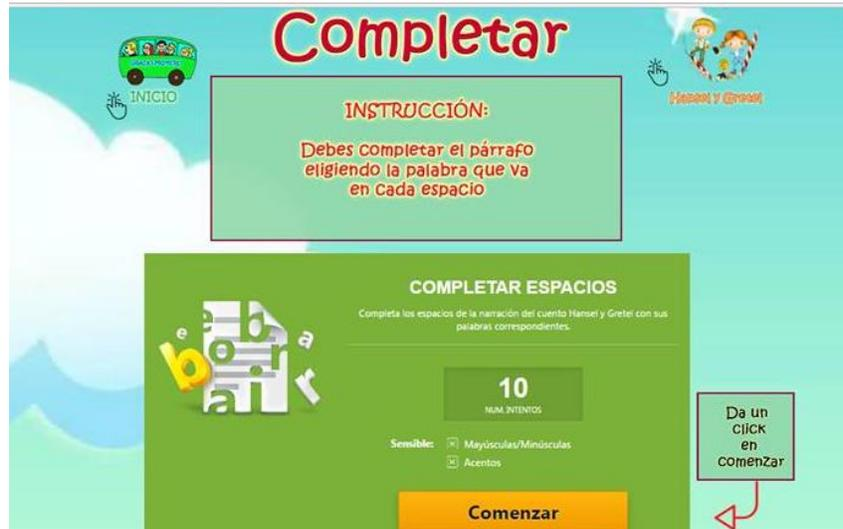 Completar
INICIO
Hansel y Gretel
INSTRUCCIÓN:
Debes completar el párrafo
eligiendo la palabra que va
en cada espacio
COMPLETAR ESPACIOS
Completa los espacios de la narración del cuento Hansel y Gretel con sus
palabras correspondientes.
10
NUM. INTENTOS
Sensible: Mayúsculas/Minúsculas
Acentos
Comenzar
Da un
click
en
comenzar